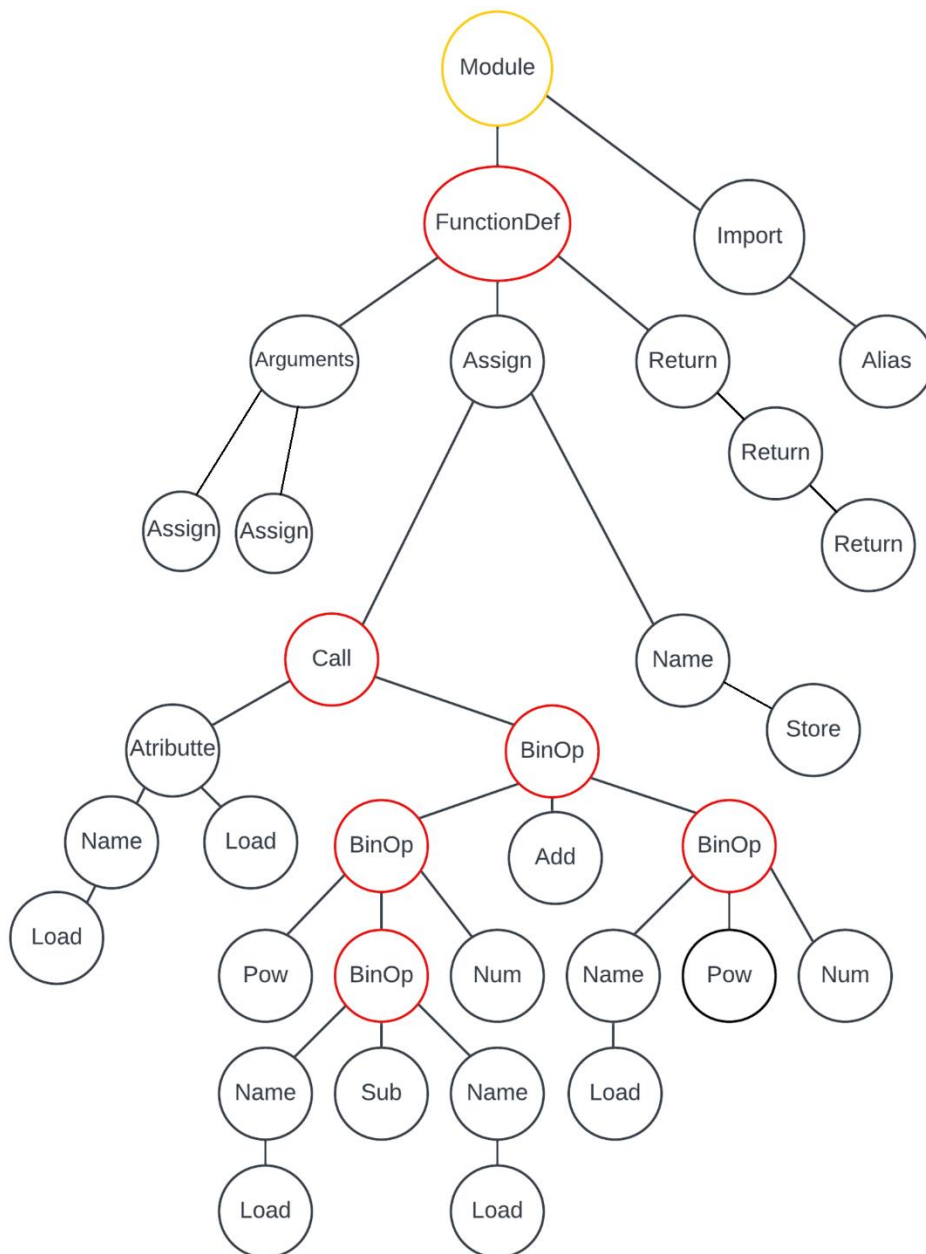 Module
FunctionDef
Import
Arguments
Assign
Return
Alias
Return
Assign
Assign
Return
Call
Name
Store
Atributte
BinOp
Name
Load
BinOp
Add
BinOp
Load
Pow
BinOp
Num
Name
Pow
Num
Name
Sub
Name
Load
Load
Load